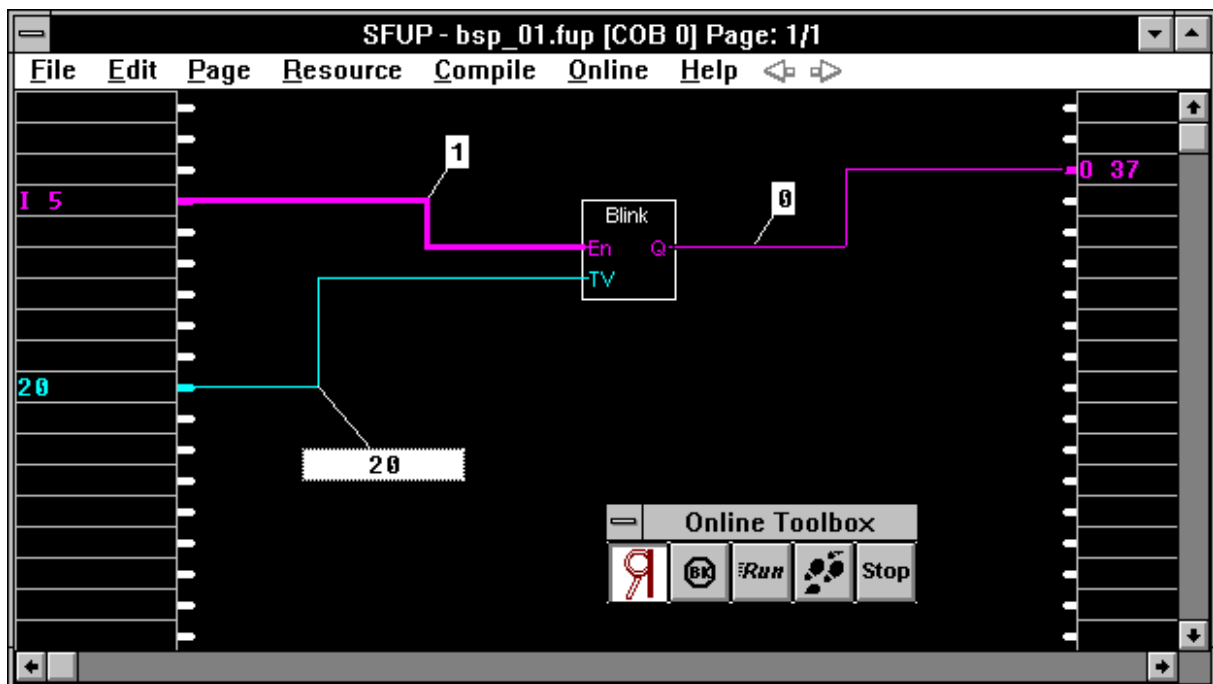 SFUP - bsp_01.fup [COB 0] Page: 1/1
File Edit Page Resource Compile Online Help
1
O 37
I 5
0
Blink
En Q
TV
20
20
Online Toolbox
BK Run Stop